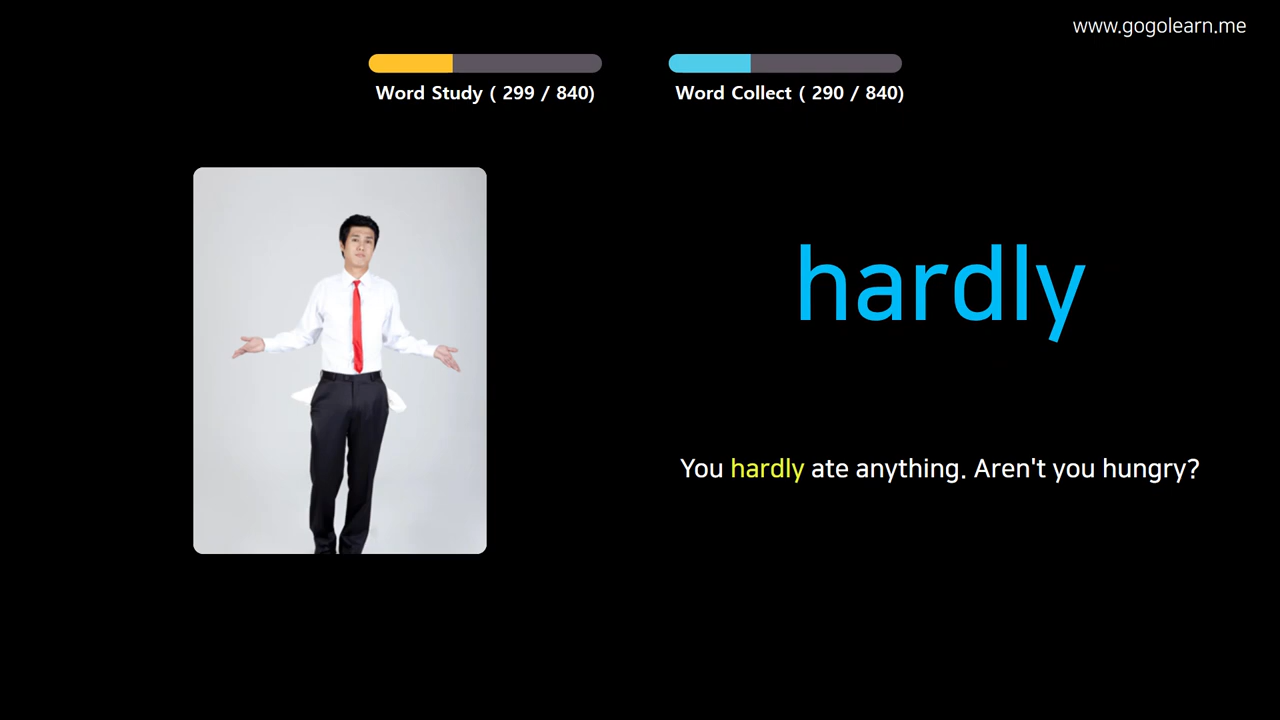 www.gogolearn.me
Word Study ( 299 / 840)
Word Collect ( 290 / 840)
hardly
You hardly ate anything. Aren't you hungry?